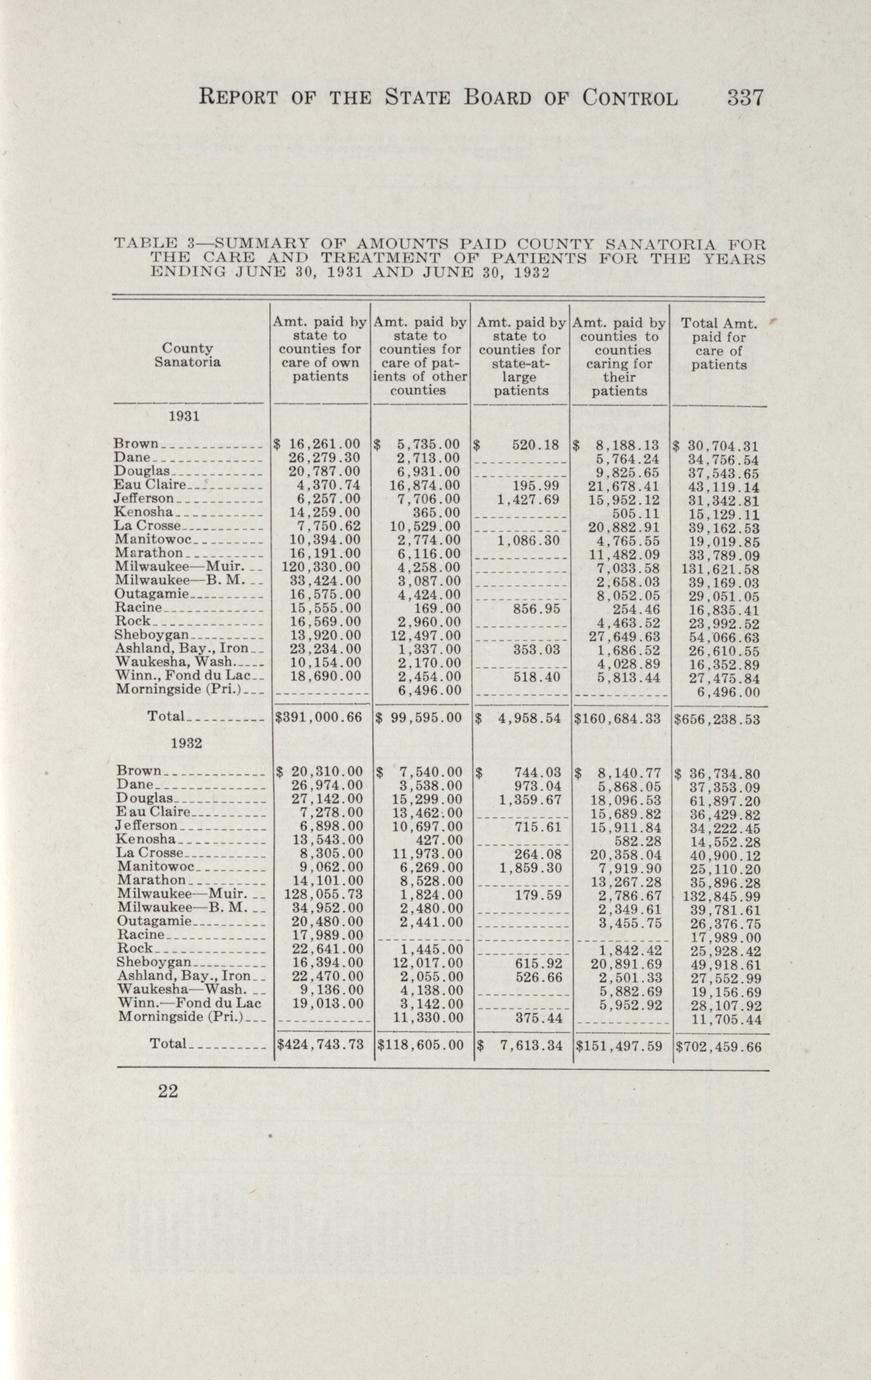 REPORT OF THE STATE BOARD OF CONTROL 337
TABLE 3—SUMMARY OF AMOUNTS PAID COUNTY SANATORIA FOR
THE CARE AND TREATMENT OF PATIENTS FOR THE YEARS
ENDING JUNE 30, 1931 AND JUNE 30, 1932
County Sanatoria | Amt. paid by state to counties for care of own patients | Amt. paid by state to counties for care of pat-ients of other counties | Amt. paid by state to counties for state-at-large patients | Amt. paid by counties to counties caring for their patients | Total Amt. paid for care of patients
1931
Brown $ 16,261.00 $ 5,735.00 $ 520.18 $ 8,188.13 $ 30,704.31
Dane 26,279.30 2,713.00 5,764.24 34,756.54
Douglas 20,787.00 6,931.00 9,825.65 37,543.65
Eau Claire 4,370.74 16,874.00 195.99 21,678.41 43,119.14
Jefferson 6,257.00 7,706.00 1,427.69 15,952.12 31,342.81
Kenosha 14,259.00 365.00 505.11 15,129.11
La Crosse 7,750.62 10,529.00 20,882.91 39,162.53
Manitowoc 10,394.00 2,774.00 1,086.30 4,765.55 19,019.85
Marathon 16,191.00 6,116.00 11,482.09 33,789.09
Milwaukee—Muir. 120,330.00 4,258.00 7,033.58 131,621.58
Milwaukee—B. M. 33,424.00 3,087.00 2,658.03 39,169.03
Outagamie 16,575.00 4,424.00 8,052.05 29,051.05
Racine 15,555.00 169.00 856.95 254.46 16,835.41
Rock 16,569.00 2,960.00 4,463.52 23,992.52
Sheboygan 13,920.00 12,497.00 27,649.63 54,066.63
Ashland, Bay., Iron 23,234.00 1,337.00 353.03 1,686.52 26,610.55
Waukesha, Wash. 10,154.00 2,170.00 4,028.89 16,352.89
Winn., Fond du Lac 18,690.00 2,454.00 518.40 5,813.44 27,475.84
Morningside (Pri.) 6,496.00 6,496.00
Total $391,000.66 $ 99,595.00 $ 4,958.54 $160,684.33 $656,238.53
1932
Brown $ 20,310.00 $ 7,540.00 $ 744.03 $ 8,140.77 $ 36,734.80
Dane 26,974.00 3,538.00 973.04 5,868.05 37,353.09
Douglas 27,142.00 15,299.00 1,359.67 18,096.53 61,897.20
Eau Claire 7,278.00 13,462.00 15,689.82 36,429.82
Jefferson 6,898.00 10,697.00 715.61 15,911.84 34,222.45
Kenosha 13,543.00 427.00 582.28 14,552.28
La Crosse 8,305.00 11,973.00 264.08 20,358.04 40,900.12
Manitowoc 9,062.00 6,269.00 1,859.30 7,919.90 25,110.20
Marathon 14,101.00 8,528.00 13,267.28 35,896.28
Milwaukee—Muir. 128,055.73 1,824.00 179.59 2,786.67 132,845.99
Milwaukee—B. M. 34,952.00 2,480.00 2,349.61 39,781.61
Outagamie 20,480.00 2,441.00 3,455.75 26,376.75
Racine 17,989.00 17,989.00
Rock 22,641.00 1,445.00 1,842.42 25,928.42
Sheboygan 16,394.00 12,017.00 615.92 20,891.69 49,918.61
Ashland, Bay., Iron 22,470.00 2,055.00 526.66 2,501.33 27,552.99
Waukesha—Wash. 9,136.00 4,138.00 5,882.69 19,156.69
Winn.—Fond du Lac 19,013.00 3,142.00 5,952.92 28,107.92
Morningside (Pri.) 11,330.00 375.44 11,705.44
Total $424,743.73 $118,605.00 $ 7,613.34 $151,497.59 $702,459.66
22